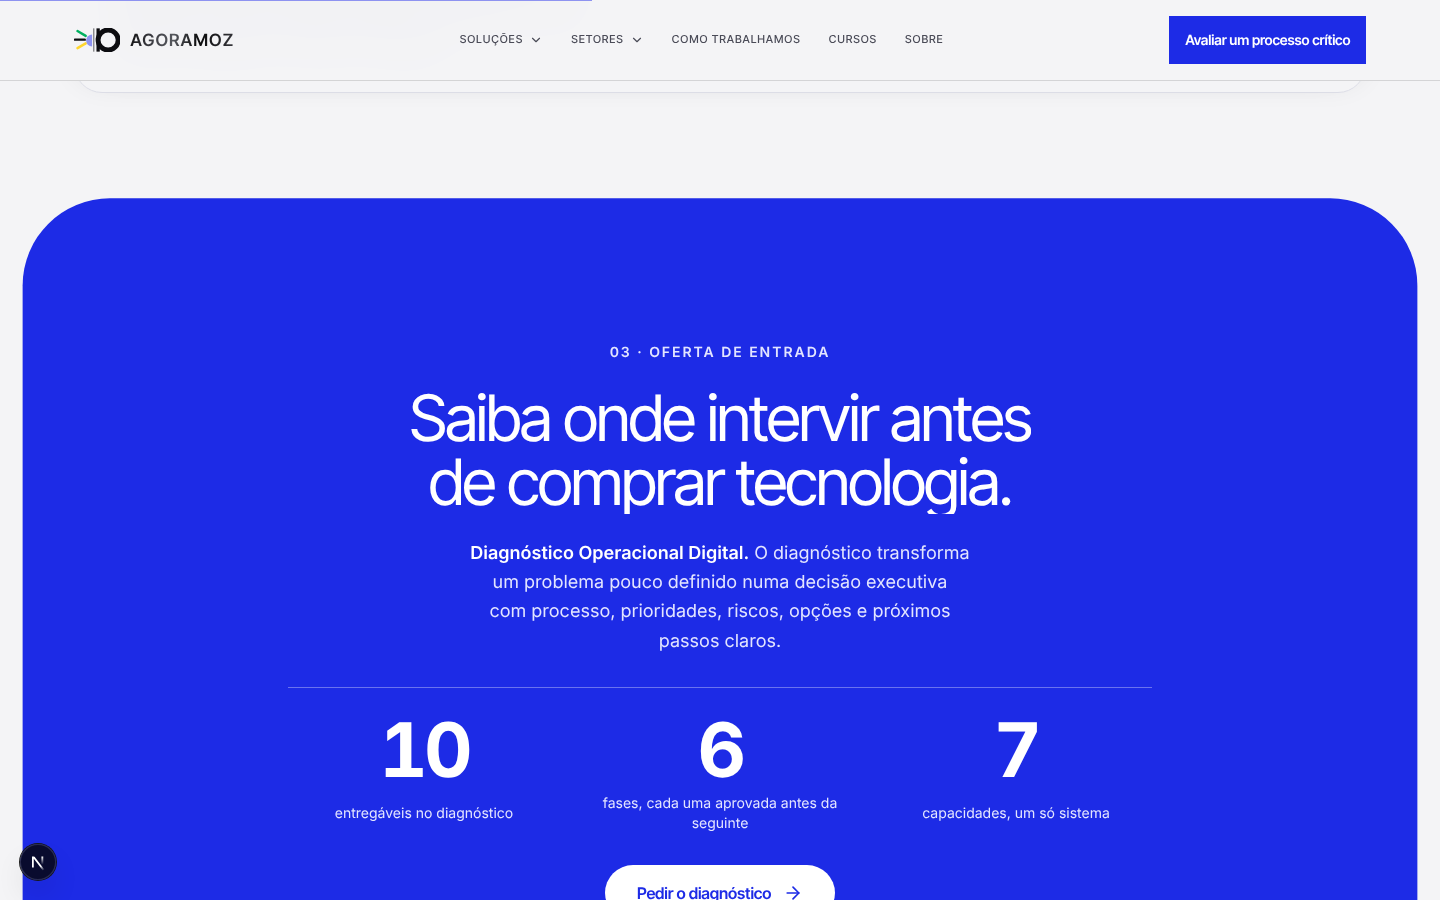 AGORAMOZ
SOLUÇÕES
SETORES
COMO TRABALHAMOS
CURSOS
SOBRE
Avaliar um processo crítico
03 · OFERTA DE ENTRADA
Saiba onde intervir antes
de comprar tecnologia.
Diagnóstico Operacional Digital. O diagnóstico transforma
um problema pouco definido numa decisão executiva
com processo, prioridades, riscos, opções e próximos
passos claros.
10
entregáveis no diagnóstico
6
fases, cada uma aprovada antes da
seguinte
7
capacidades, um só sistema
N
Pedir o diagnóstico